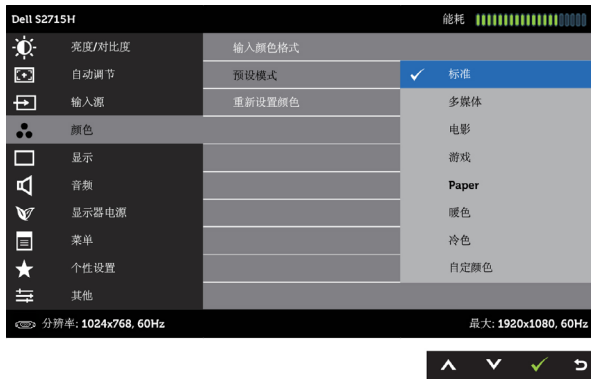 Dell S2715H
能耗
亮度/对比度
输入颜色格式
自动调节
预设模式
标准
输入源
重新设置颜色
多媒体
颜色
电影
显示
游戏
音频
Paper
显示器电源
暖色
菜单
冷色
个性设置
自定颜色
其他
分辨率: 1024x768, 60Hz
最大: 1920x1080, 60Hz